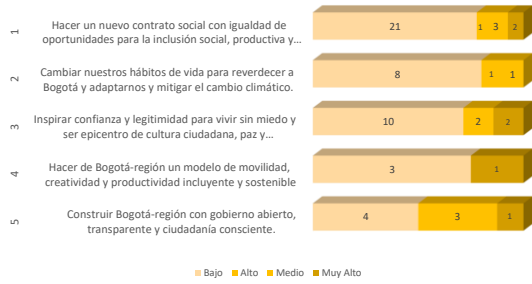 1
Hacer un nuevo contrato social con igualdad de
oportunidades para la inclusión social, productiva y...
21 1 3 2
2
Cambiar nuestros hábitos de vida para reverdecer a
Bogotá y adaptarnos y mitigar el cambio climático.
8 1 1
3
Inspirar confianza y legitimidad para vivir sin miedo y
ser epicentro de cultura ciudadana, paz y...
10 2 2
4
Hacer de Bogotá-región un modelo de movilidad,
creatividad y productividad incluyente y sostenible
3 1
5
Construir Bogotá-región con gobierno abierto,
transparente y ciudadanía consciente.
4 3 1
Bajo Alto Medio Muy Alto